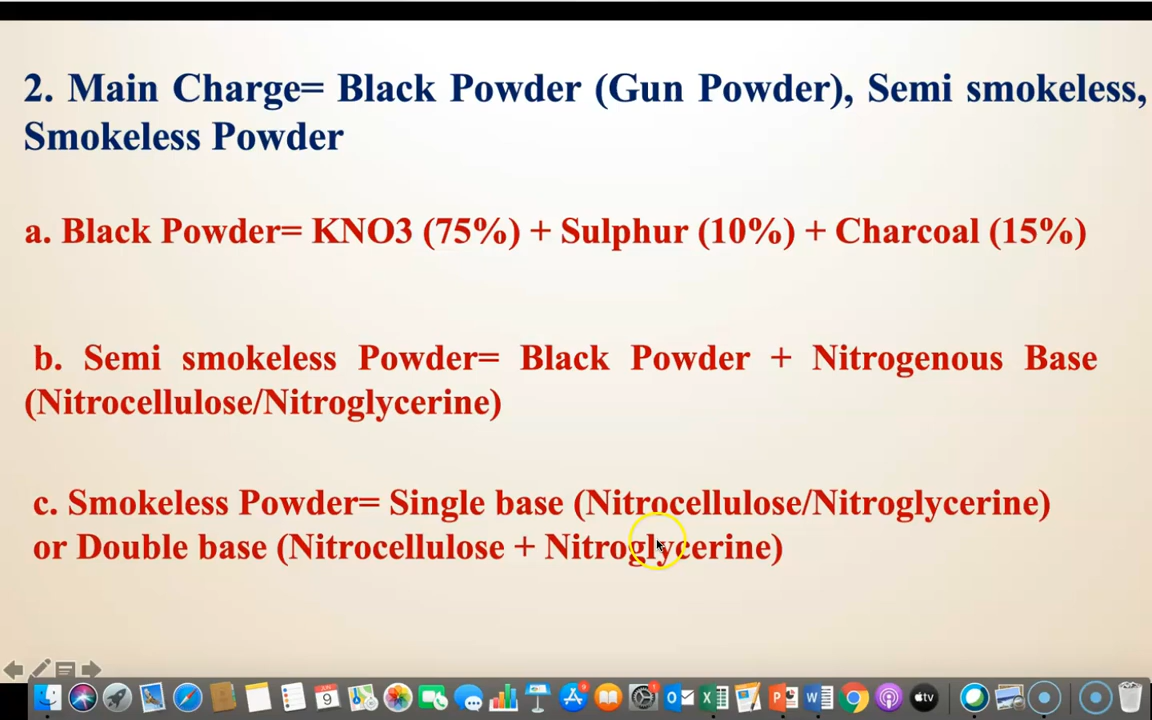 2. Main Charge= Black Powder (Gun Powder), Semi smokeless,
Smokeless Powder
a. Black Powder= KNO3 (75%) + Sulphur (10%) + Charcoal (15%)
b. Semi smokeless Powder= Black Powder + Nitrogenous Base
(Nitrocellulose/Nitroglycerine)
c. Smokeless Powder= Single base (Nitrocellulose/Nitroglycerine)
or Double base (Nitrocellulose + Nitroglycerine)
9
tv